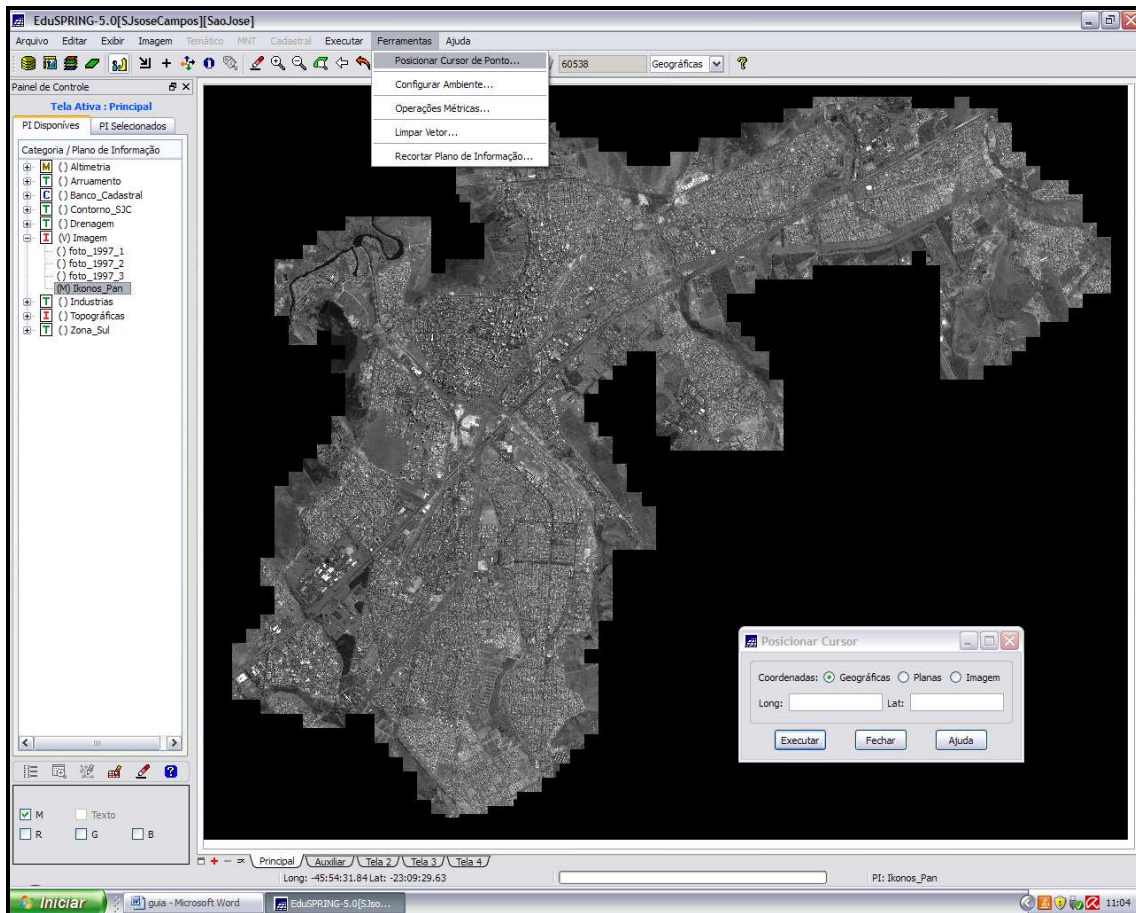 EduSPRING-5.0[SJsoseCampos][SaoJose]
Arquivo Editar Exibir Imagem Temático MNT Cadastral Executar Ferramentas Ajuda
/ 60538 Geográficas
Posicionar Cursor de Ponto...
Configurar Ambiente...
Operações Métricas...
Limpar Vetor...
Recortar Plano de Informação...
Painel de Controle
Tela Ativa : Principal
PI Disponíves PI Selecionados
Categoria / Plano de Informação
M () Altimetria
T () Arruamento
C () Banco_Cadastral
T () Contorno_SJC
T () Drenagem
I (V) Imagem
() foto_1997_1
() foto_1997_2
() foto_1997_3
(M) Ikonos_Pan
T () Industrias
I () Topográficas
T () Zona_Sul
M Texto
R G B
Posicionar Cursor
Coordenadas: Geográficas Planas Imagem
Long: Lat:
Executar Fechar Ajuda
Principal Auxiliar Tela 2 Tela 3 Tela 4
Long: -45:54:31.84 Lat: -23:09:29.63 PI: Ikonos_Pan
Iniciar guia - Microsoft Word EduSPRING-5.0[SJso... 11:04